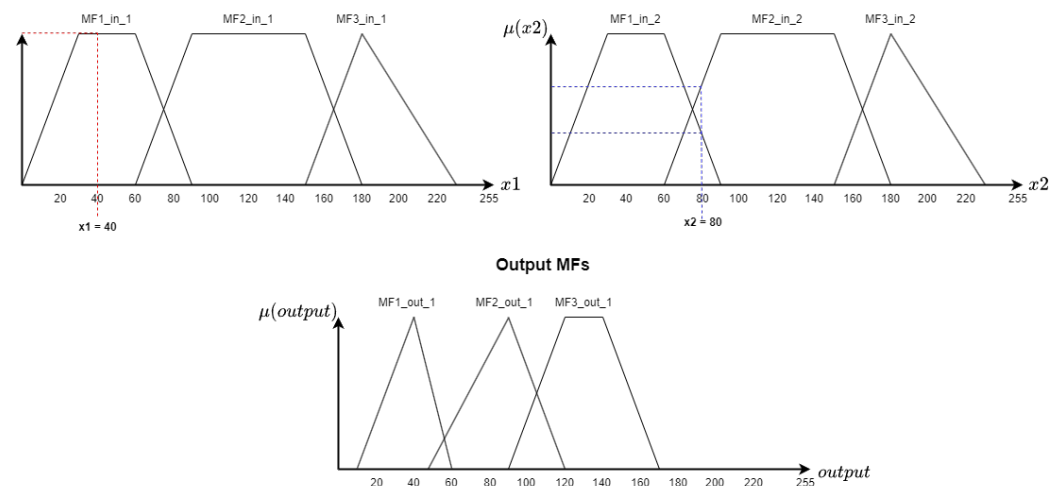 MF1_in_1 MF2_in_1 MF3_in_1
20 40 60 80 100 120 140 160 180 200 220 255
x1
x1 = 40
μ(x2)
MF1_in_2 MF2_in_2 MF3_in_2
20 40 60 80 100 120 140 160 180 200 220 255
x2
x2 = 80
Output MFs
μ(output)
MF1_out_1 MF2_out_1 MF3_out_1
20 40 60 80 100 120 140 160 180 200 220 255
output